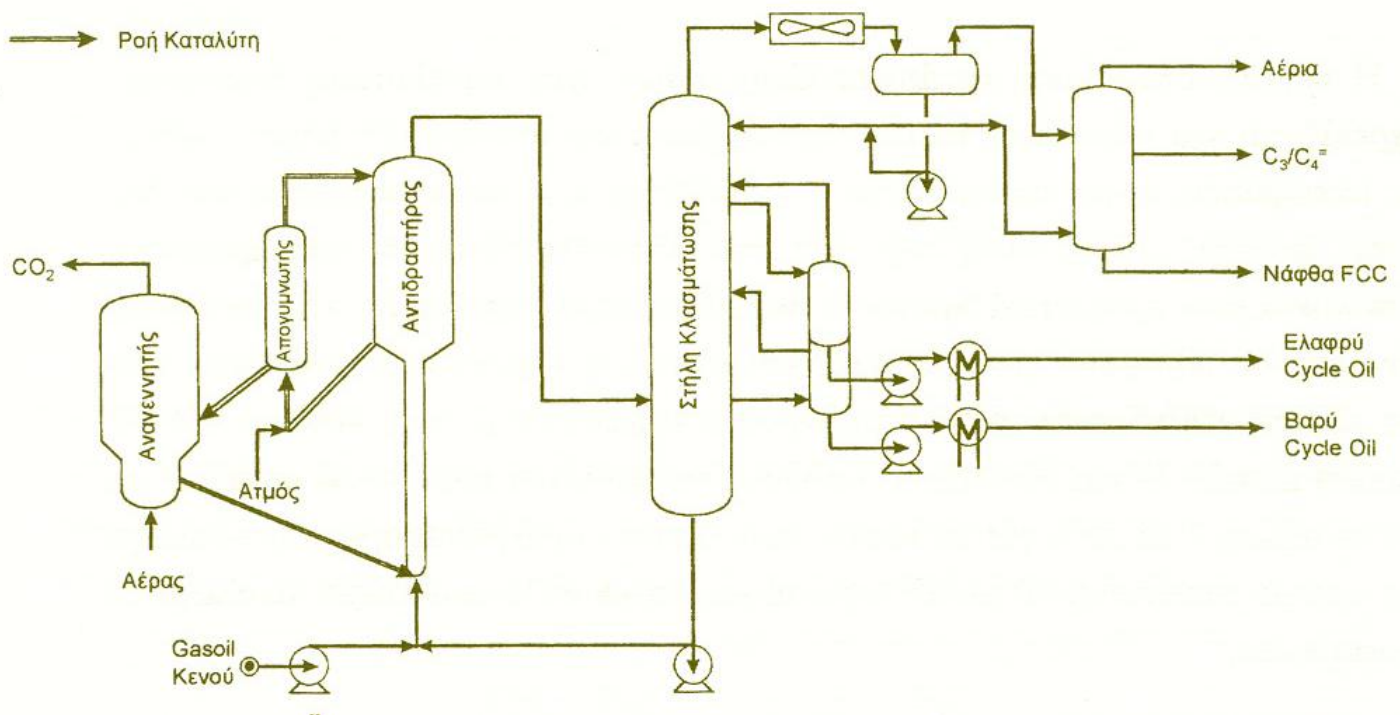 Ροή Καταλύτη
Αέρια
C₃/C₄⁼
Νάφθα FCC
Ελαφρύ
Cycle Oil
Βαρύ
Cycle Oil
CO₂
Αναγεννητής
Απογυμνωτής
Αντιδραστήρας
Στήλη Κλασμάτωσης
Ατμός
Αέρας
Gasoil
Κενού